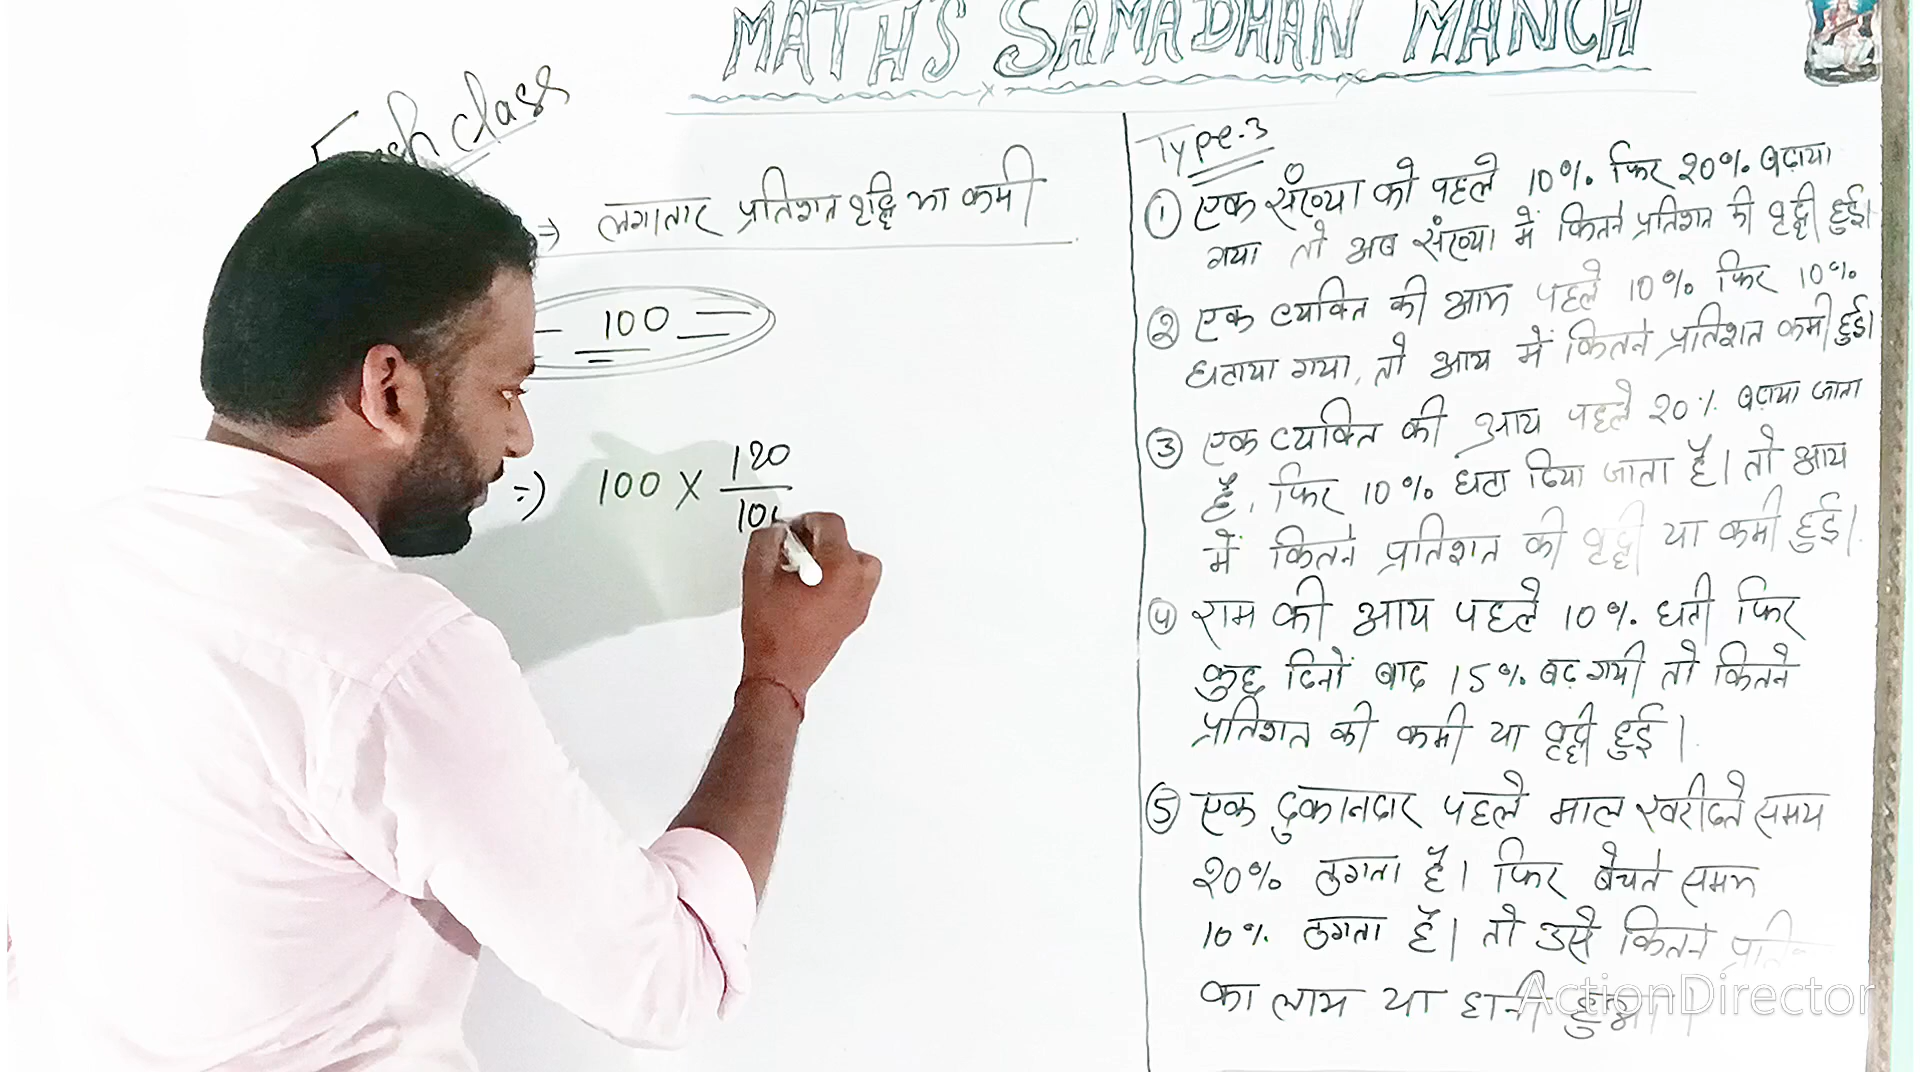 MATH'S SAMADHAN MANCH
class
⇒ लगातार प्रतिशत वृद्धि या कमी
100
⇒ 100 × 120
10
Type-3
① एक संख्या को पहले 10% फिर 20% बढ़ाया
गया तो अब संख्या में कितने प्रतिशत की वृद्धी हुई।
② एक व्यक्ति की आय पहले 10% फिर 10%
घटाया गया, तो आय में कितने प्रतिशत कमी हुई।
③ एक व्यक्ति की आय पहले 20% बढ़ाया जाता
है, फिर 10% घटा दिया जाता है। तो आय
में कितने प्रतिशत की वृद्धी या कमी हुई।
④ राम की आय पहले 10% घटी फिर
कुछ दिनों बाद 15% बढ़ गयी तो कितने
प्रतिशत की कमी या वृद्धी हुई।
⑤ एक दुकानदार पहले माल खरीदते समय
20% ठगता है। फिर बेचते समय
10% ठगता है। तो उसे कितने
का लाभ या हानी हुआ।
ActionDirector